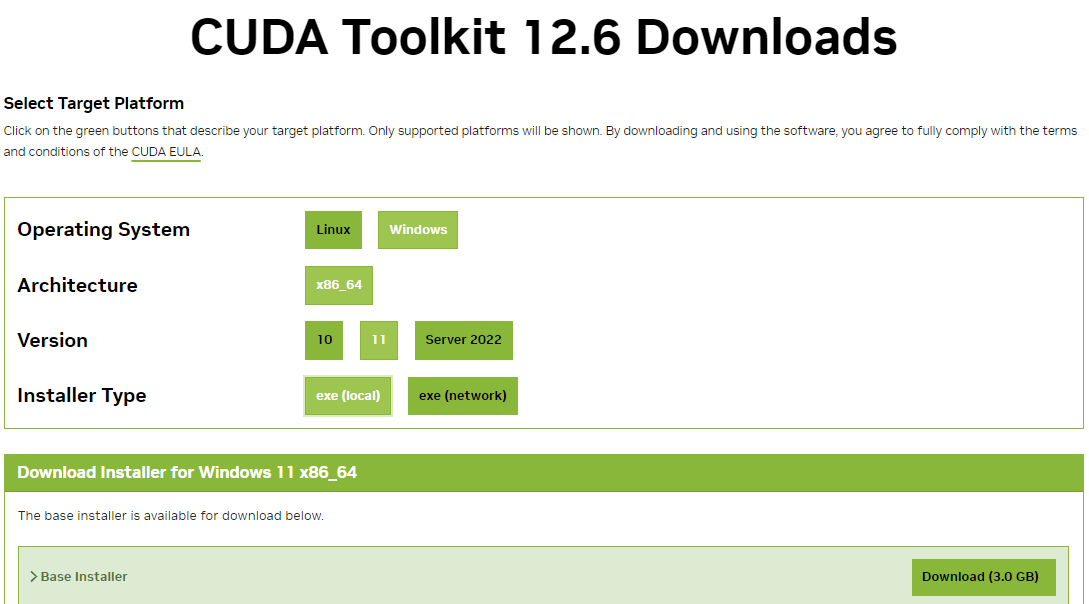 CUDA Toolkit 12.6 Downloads
Select Target Platform
Click on the green buttons that describe your target platform. Only supported platforms will be shown. By downloading and using the software, you agree to fully comply with the terms
and conditions of the CUDA EULA.
Operating System Linux Windows
Architecture x86_64
Version 10 11 Server 2022
Installer Type exe (local) exe (network)
Download Installer for Windows 11 x86_64
The base installer is available for download below.
Base Installer Download (3.0 GB)